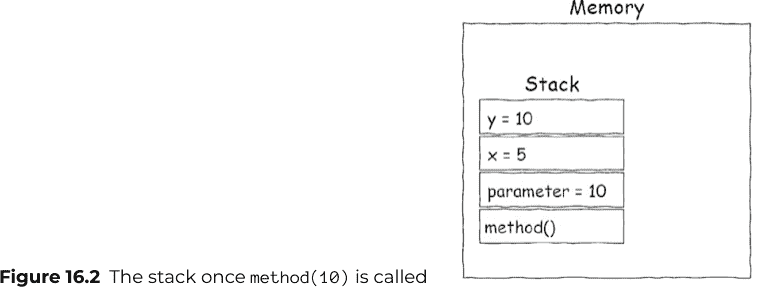 Memory
Stack
y = 10
x = 5
parameter = 10
method()
Figure 16.2 The stack once method(10) is called